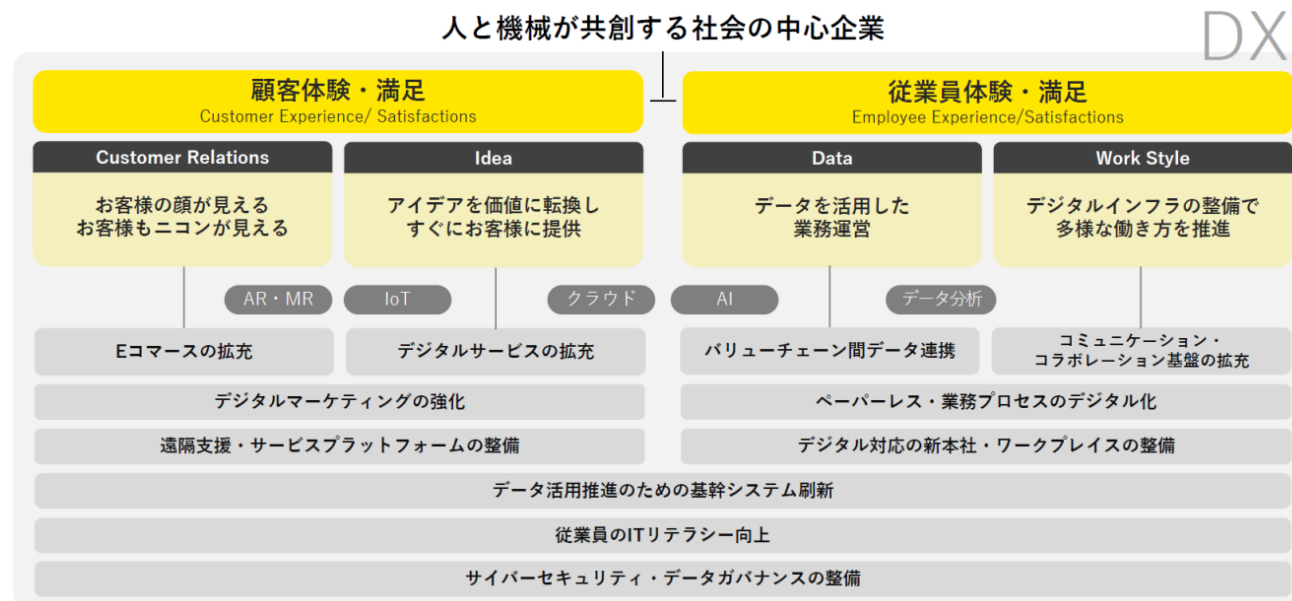 人と機械が共創する社会の中心企業
DX
顧客体験・満足
Customer Experience/ Satisfactions
従業員体験・満足
Employee Experience/Satisfactions
Customer Relations
お客様の顔が見える
お客様もニコンが見える
Idea
アイデアを価値に転換し
すぐにお客様に提供
Data
データを活用した
業務運営
Work Style
デジタルインフラの整備で
多様な働き方を推進
AR・MR
IoT
クラウド
AI
データ分析
Eコマースの拡充
デジタルサービスの拡充
バリューチェーン間データ連携
コミュニケーション・
コラボレーション基盤の拡充
デジタルマーケティングの強化
ペーパーレス・業務プロセスのデジタル化
遠隔支援・サービスプラットフォームの整備
デジタル対応の新本社・ワークプレイスの整備
データ活用推進のための基幹システム刷新
従業員のITリテラシー向上
サイバーセキュリティ・データガバナンスの整備